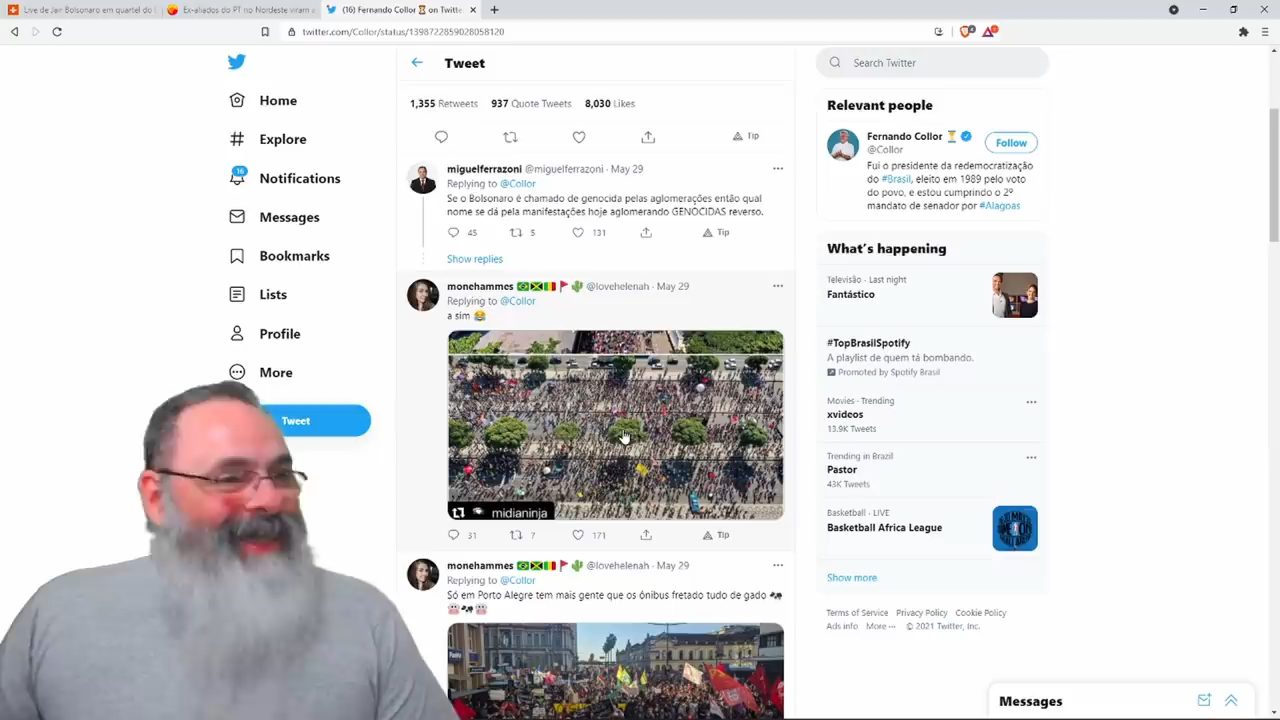 Live de Jair Bolsonaro em quartel do
Ex-aliados do PT no Nordeste viram a
(16) Fernando Collor ⏳ on Twitte
twitter.com/Collor/status/1398722859028058120
Home
Explore
16
Notifications
Messages
Bookmarks
Lists
Profile
More
Tweet
Tweet
1,355 Retweets 937 Quote Tweets 8,030 Likes
Tip
miguelferrazoni @miguelferrazoni · May 29
Replying to @Collor
Se o Bolsonaro é chamado de genocida pelas aglomerações então qual
nome se dá pela manifestações hoje aglomerando GENOCIDAS reverso.
45 5 131 Tip
Show replies
monehammes 🇧🇷🇯🇲 🚩 🌵 @lovehelenah · May 29
Replying to @Collor
a sim 😂
midianinja
31 7 171 Tip
monehammes 🇧🇷🇯🇲 🚩 🌵 @lovehelenah · May 29
Replying to @Collor
Só em Porto Alegre tem mais gente que os ônibus fretado tudo de gado 🐄
🐮🐄🐮
Search Twitter
Relevant people
Fernando Collor ⏳
@Collor
Follow
Fui o presidente da redemocratização
do #Brasil, eleito em 1989 pelo voto
do povo, e estou cumprindo o 2º
mandato de senador por #Alagoas
What's happening
Televisão · Last night
Fantástico
#TopBrasilSpotify
A playlist de quem tá bombando.
Promoted by Spotify Brasil
Movies · Trending
xvideos
13.9K Tweets
Trending in Brazil
Pastor
43K Tweets
Basketball · LIVE
Basketball Africa League
Show more
Terms of Service Privacy Policy Cookie Policy
Ads info More ··· © 2021 Twitter, Inc.
Messages